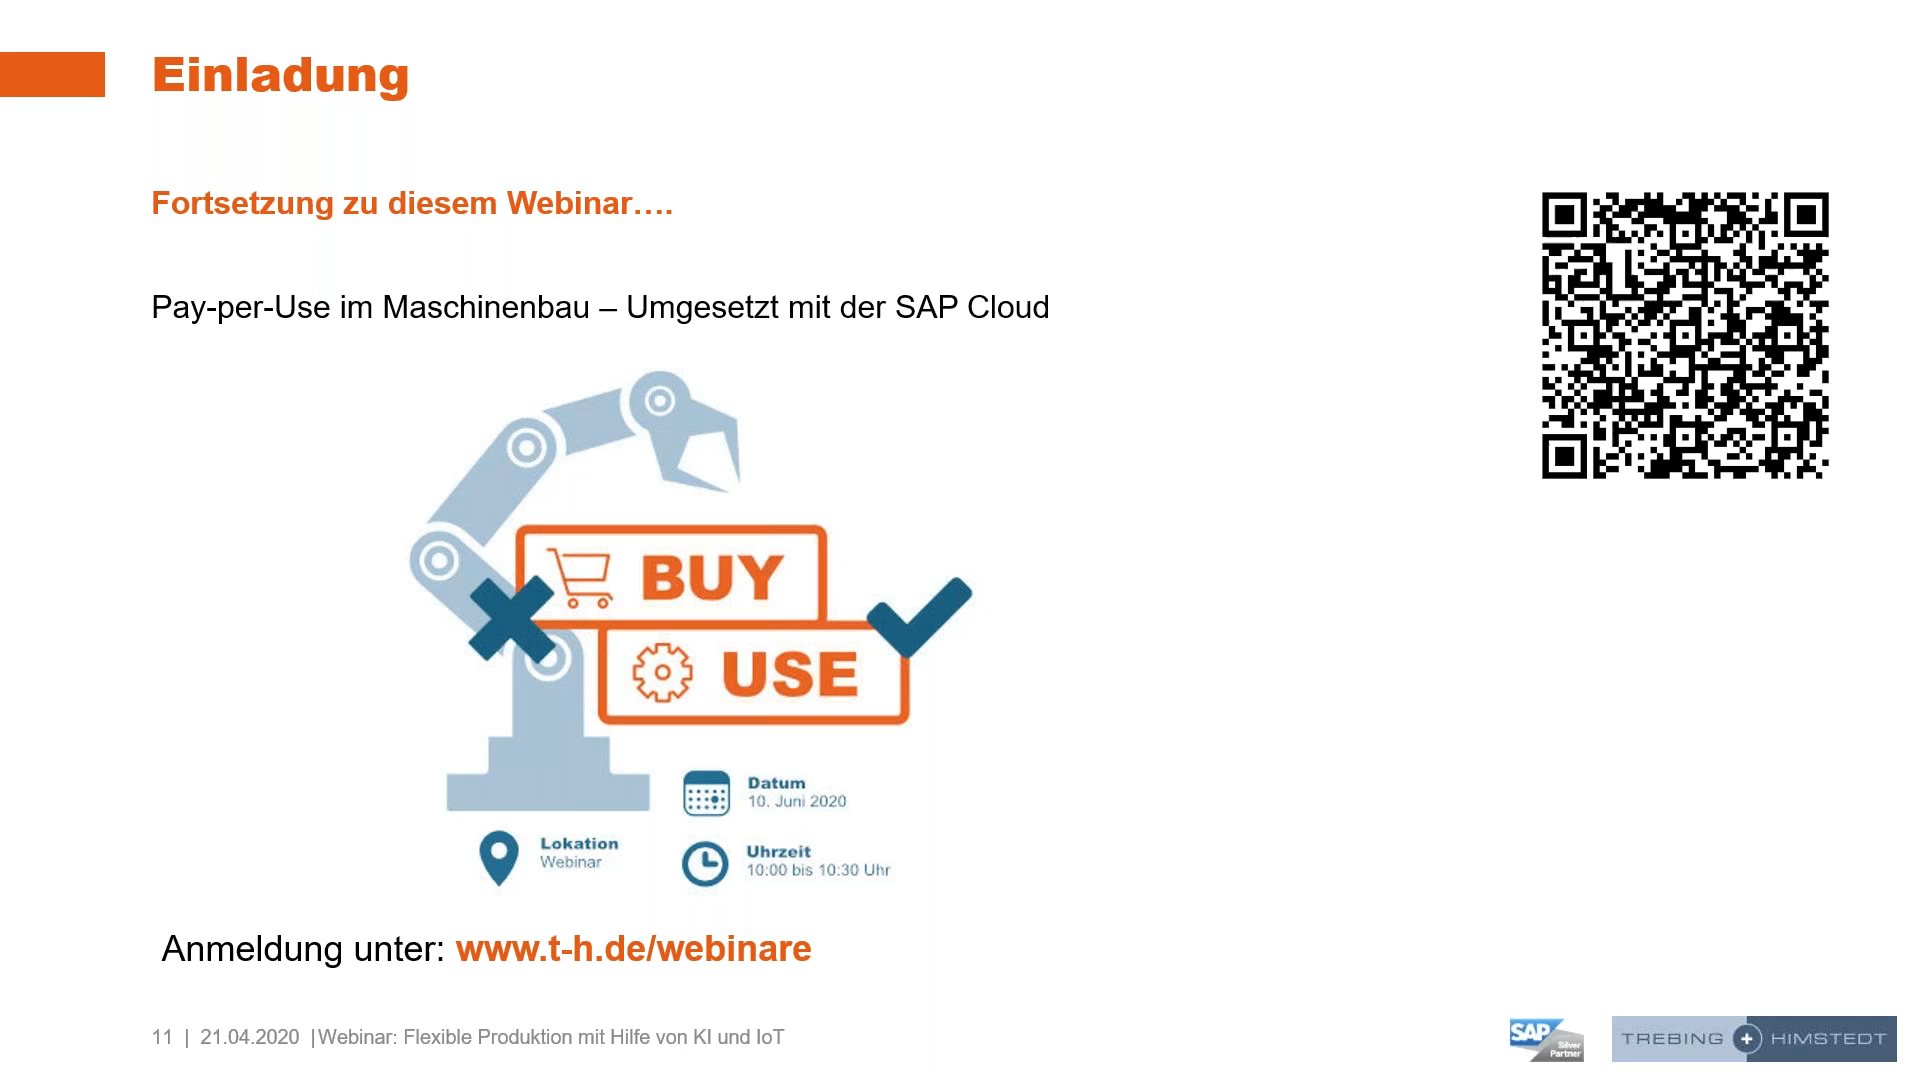 Einladung
Fortsetzung zu diesem Webinar….
Pay-per-Use im Maschinenbau – Umgesetzt mit der SAP Cloud
BUY
USE
Datum
10. Juni 2020
Lokation
Webinar
Uhrzeit
10:00 bis 10:30 Uhr
Anmeldung unter: www.t-h.de/webinare
11 | 21.04.2020 |Webinar: Flexible Produktion mit Hilfe von KI und IoT
SAP Silver
Partner
TREBING + HIMSTEDT